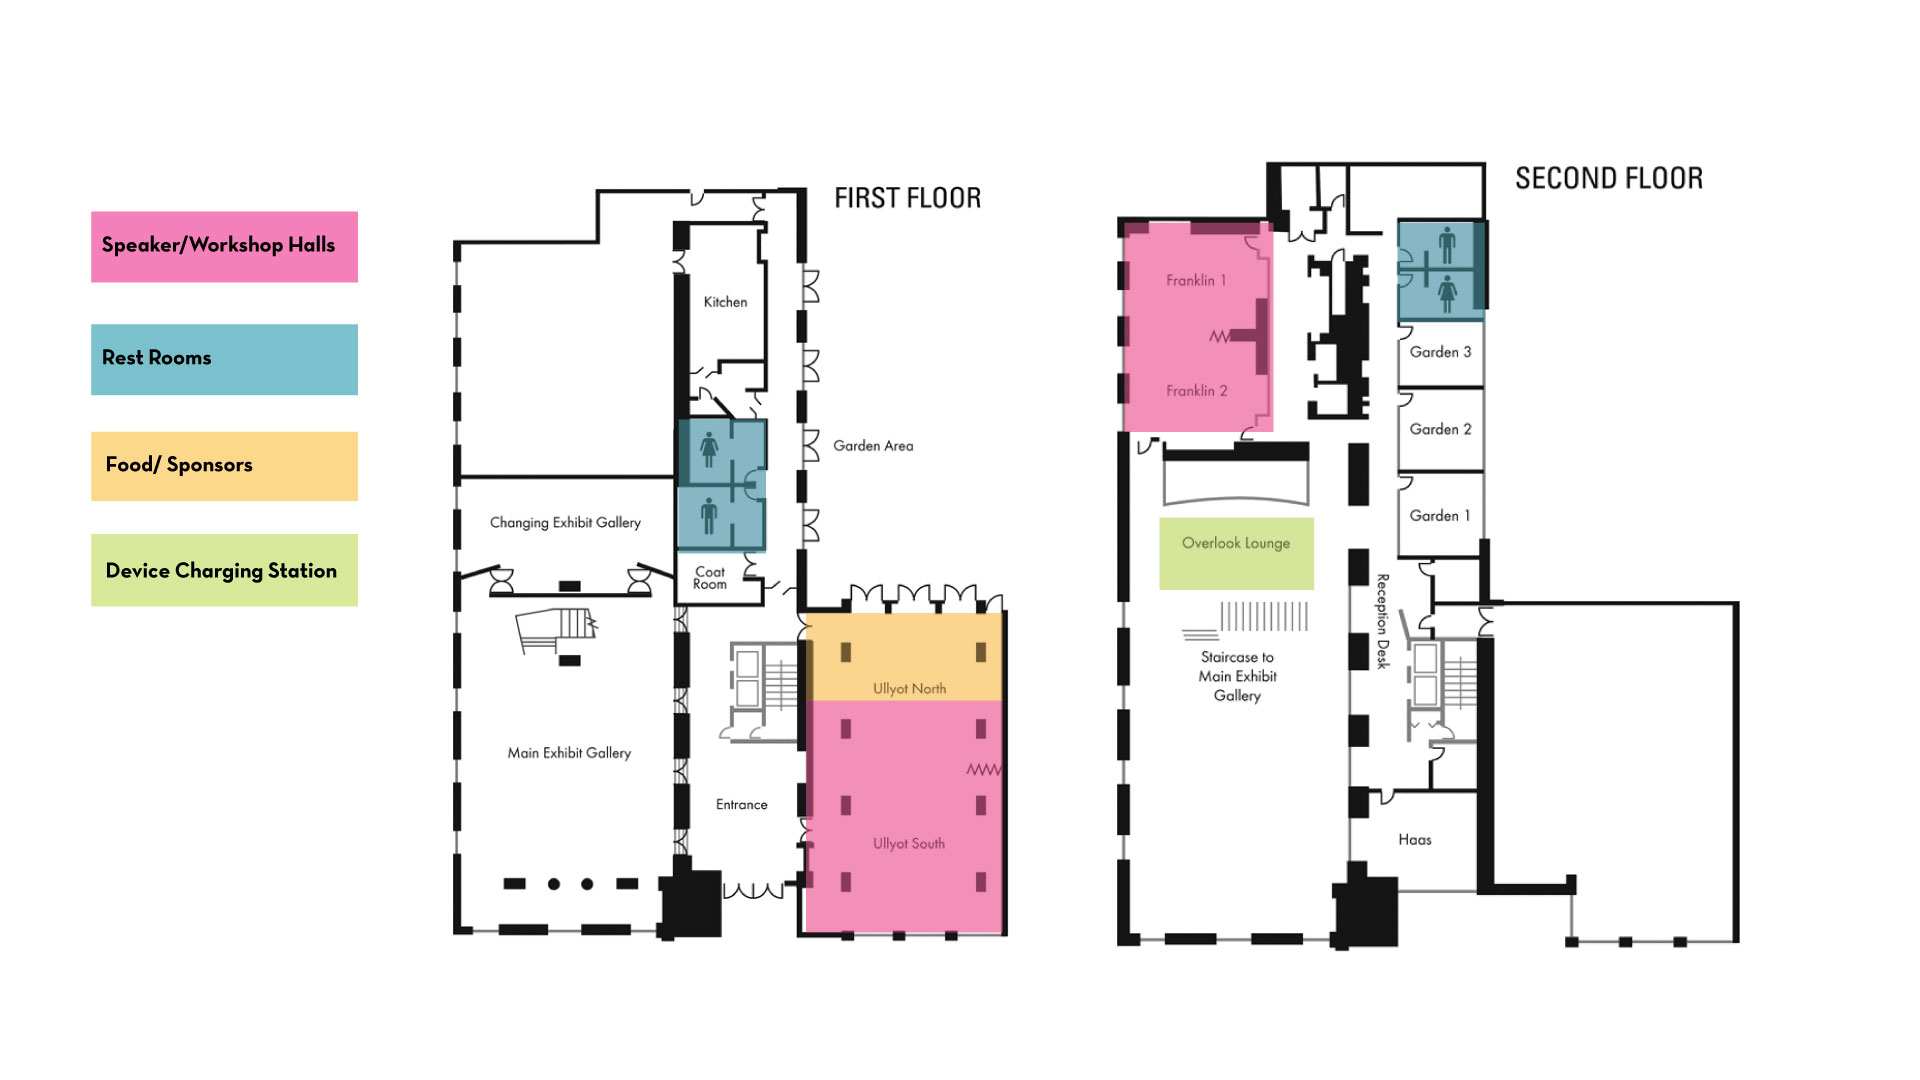 Speaker/Workshop Halls
Rest Rooms
Food/ Sponsors
Device Charging Station
FIRST FLOOR
Kitchen
Garden Area
Changing Exhibit Gallery
Coat
Room
Ullyot North
Main Exhibit Gallery
Entrance
Ullyot South
SECOND FLOOR
Franklin 1
Franklin 2
Garden 3
Garden 2
Garden 1
Overlook Lounge
Reception Desk
Staircase to
Main Exhibit
Gallery
Haas